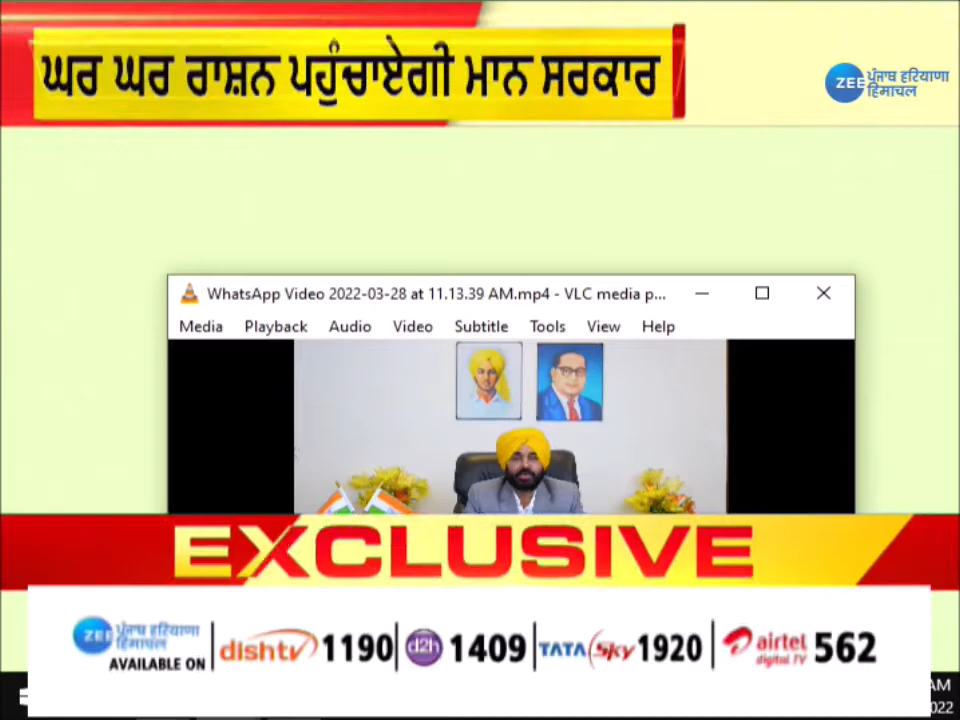 ਘਰ ਘਰ ਰਾਸ਼ਨ ਪਹੁੰਚਾਏਗੀ ਮਾਨ ਸਰਕਾਰ
ZEE ਪੰਜਾਬ हरियाणा
हिमाचल
WhatsApp Video 2022-03-28 at 11.13.39 AM.mp4 - VLC media p...
Media Playback Audio Video Subtitle Tools View Help
EXCLUSIVE
ZEE ਪੰਜਾਬ हरियाणा
हिमाचल
AVAILABLE ON
dishtv 1190
d2h 1409
TATA Sky 1920
airtel
digital TV
562
AM